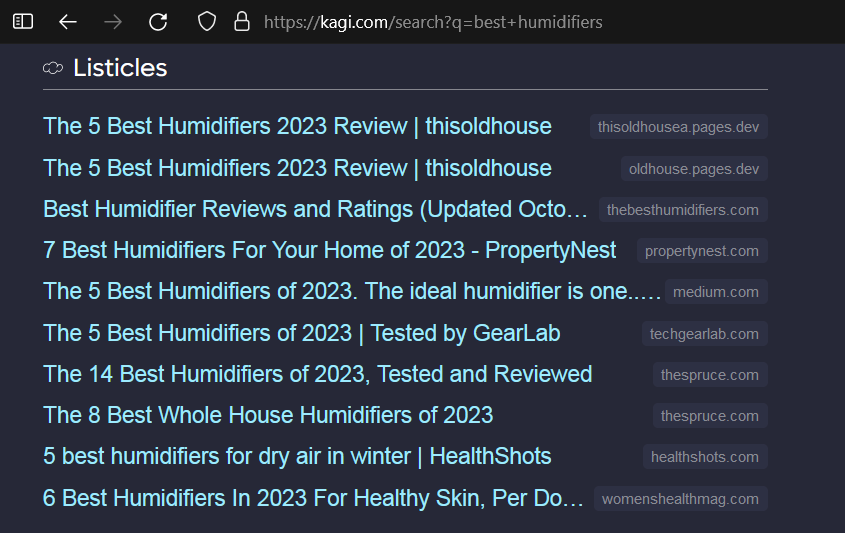 https://kagi.com/search?q=best+humidifiers
Listicles
The 5 Best Humidifiers 2023 Review | thisoldhouse thisoldhousea.pages.dev
The 5 Best Humidifiers 2023 Review | thisoldhouse oldhouse.pages.dev
Best Humidifier Reviews and Ratings (Updated Octo… thebesthumidifiers.com
7 Best Humidifiers For Your Home of 2023 - PropertyNest propertynest.com
The 5 Best Humidifiers of 2023. The ideal humidifier is one..… medium.com
The 5 Best Humidifiers of 2023 | Tested by GearLab techgearlab.com
The 14 Best Humidifiers of 2023, Tested and Reviewed thespruce.com
The 8 Best Whole House Humidifiers of 2023 thespruce.com
5 best humidifiers for dry air in winter | HealthShots healthshots.com
6 Best Humidifiers In 2023 For Healthy Skin, Per Do… womenshealthmag.com